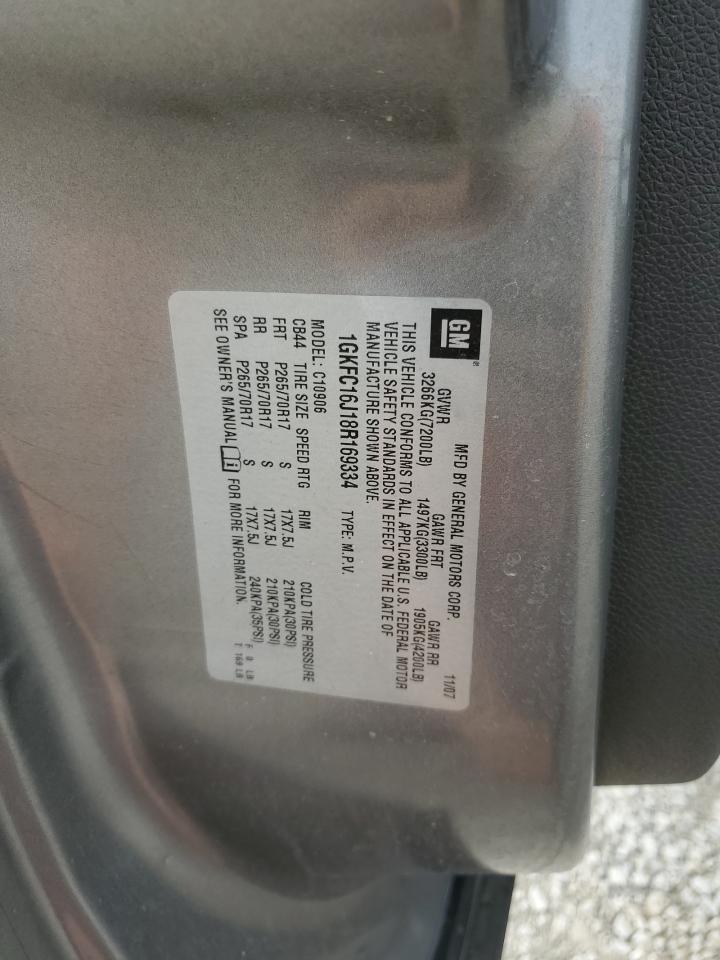 GM ®
MFD BY GENERAL MOTORS CORP. 11/07
GVWR GAWR FRT GAWR RR
3266KG(7200LB) 1497KG(3300LB) 1905KG(4200LB)
THIS VEHICLE CONFORMS TO ALL APPLICABLE U.S. FEDERAL MOTOR
VEHICLE SAFETY STANDARDS IN EFFECT ON THE DATE OF
MANUFACTURE SHOWN ABOVE.
1GKFC16J18R169334 TYPE: M.P.V.
MODEL: C10906
CB44 TIRE SIZE SPEED RTG RIM COLD TIRE PRESSURE
FRT P265/70R17 S 17X7.5J 210KPA(30PSI)
RR P265/70R17 S 17X7.5J 210KPA(30PSI)
SPA P265/70R17 S 17X7.5J 240KPA(35PSI)
SEE OWNER'S MANUAL i FOR MORE INFORMATION.
F: 0 LB
T: 169 LB